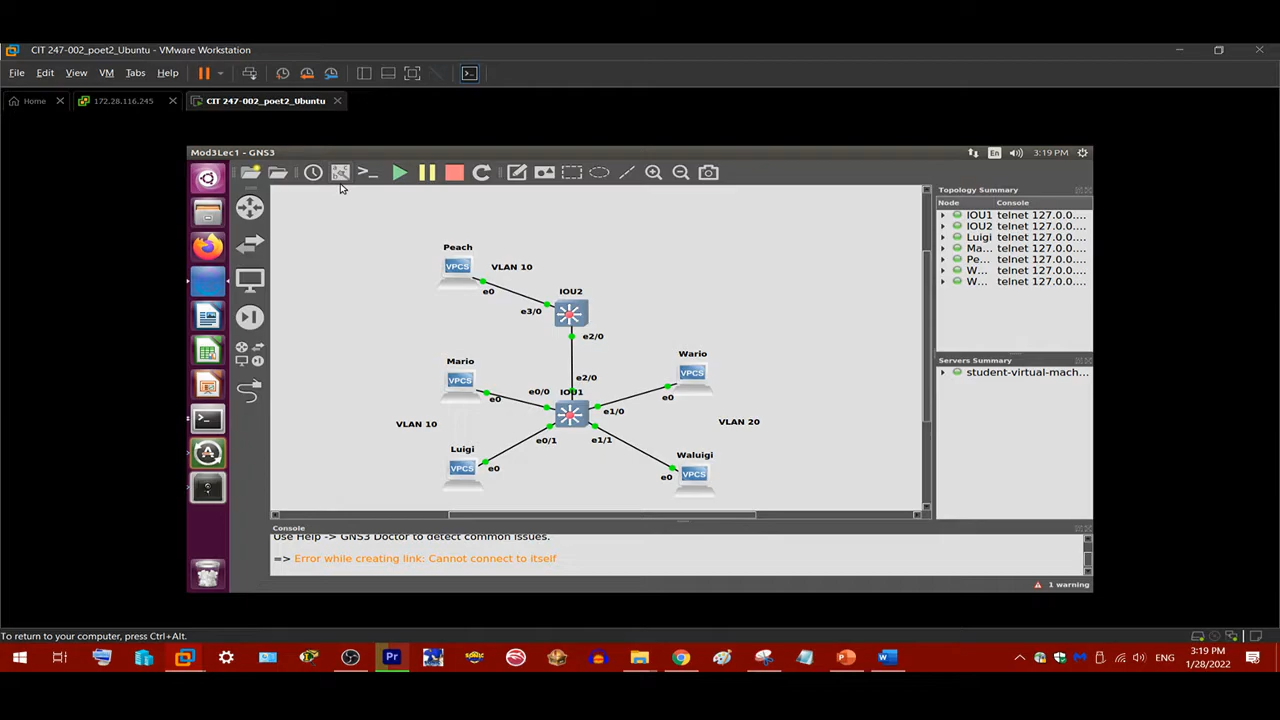 CIT 247-002_poet2_Ubuntu - VMware Workstation
File Edit View VM Tabs Help
Home 172.28.116.245 CIT 247-002_poet2_Ubuntu
Mod3Lec1 - GNS3 En 3:19 PM
Topology Summary
Node Console
IOU1 telnet 127.0.0....
IOU2 telnet 127.0.0....
Luigi telnet 127.0.0....
Ma... telnet 127.0.0....
Pe... telnet 127.0.0....
W... telnet 127.0.0....
W... telnet 127.0.0....
Peach
VPCS VLAN 10
e0
IOU2
e3/0
e2/0
Mario
VPCS
e0
Wario
VPCS
e0
e2/0
e0/0 IOU1
e1/0
VLAN 10
VLAN 20
e0/1 e1/1
Luigi
VPCS
e0
Waluigi
VPCS
e0
Servers Summary
student-virtual-mach...
Console
Use Help -> GNS3 Doctor to detect common issues.
=> Error while creating link: Cannot connect to itself
1 warning
To return to your computer, press Ctrl+Alt.
Pr
ENG
3:19 PM
1/28/2022